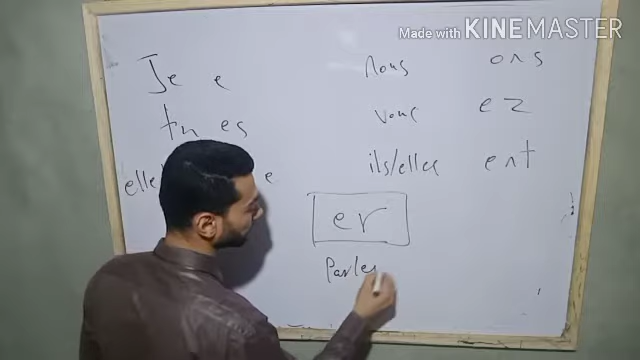 Made with KINEMASTER
Je e
tu es
elle e
nous ons
vous ez
ils/elles ent
er
Parle